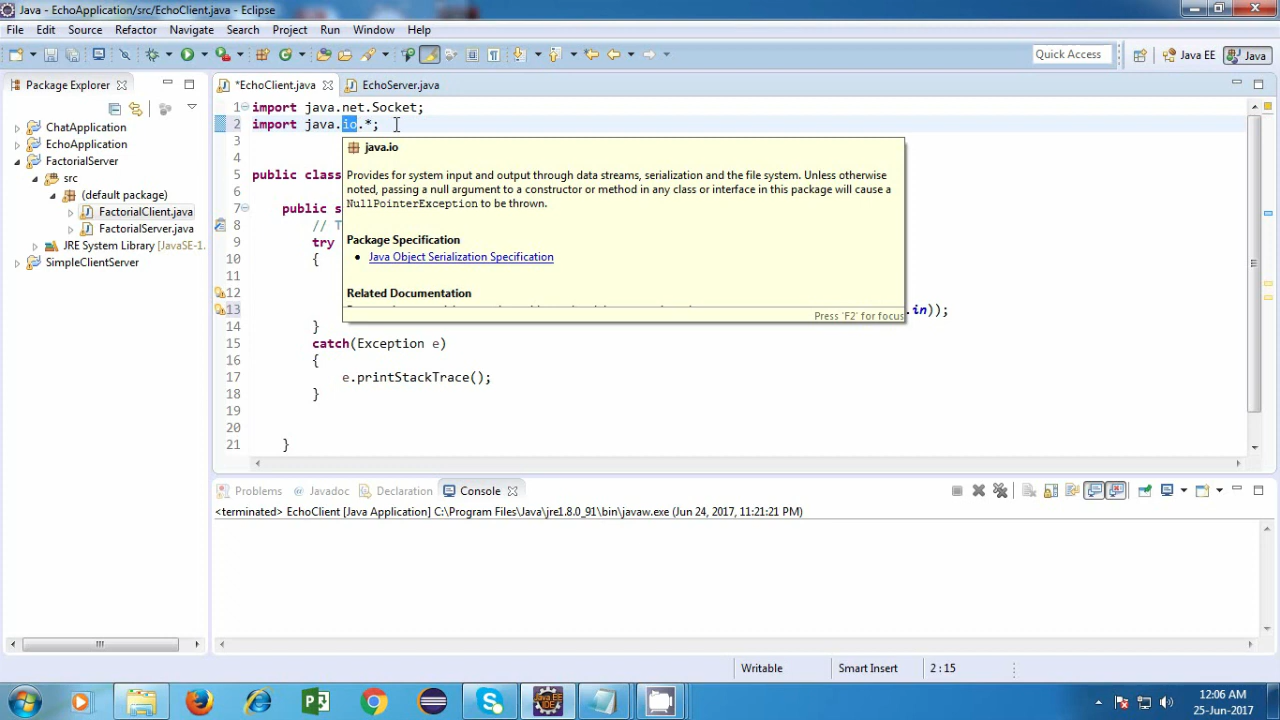 Java - EchoApplication/src/EchoClient.java - Eclipse
File Edit Source Refactor Navigate Search Project Run Window Help
Quick Access Java EE Java
Package Explorer *EchoClient.java EchoServer.java
ChatApplication
EchoApplication
FactorialServer
src
(default package)
FactorialClient.java
FactorialServer.java
JRE System Library [JavaSE-1.
SimpleClientServer
1 import java.net.Socket;
2 import java.io.*;
3
java.io
4
Provides for system input and output through data streams, serialization and the file system. Unless otherwise
noted, passing a null argument to a constructor or method in any class or interface in this package will cause a
NullPointerException to be thrown.
Package Specification
Java Object Serialization Specification
Related Documentation
Press 'F2' for focus
5 public class
6
7 public s
8 // T
9 try
10 {
11
12
13 .in));
14 }
15 catch(Exception e)
16 {
17 e.printStackTrace();
18 }
19
20
21 }
Problems Javadoc Declaration Console
<terminated> EchoClient [Java Application] C:\Program Files\Java\jre1.8.0_91\bin\javaw.exe (Jun 24, 2017, 11:21:21 PM)
Writable Smart Insert 2 : 15
12:06 AM
25-Jun-2017